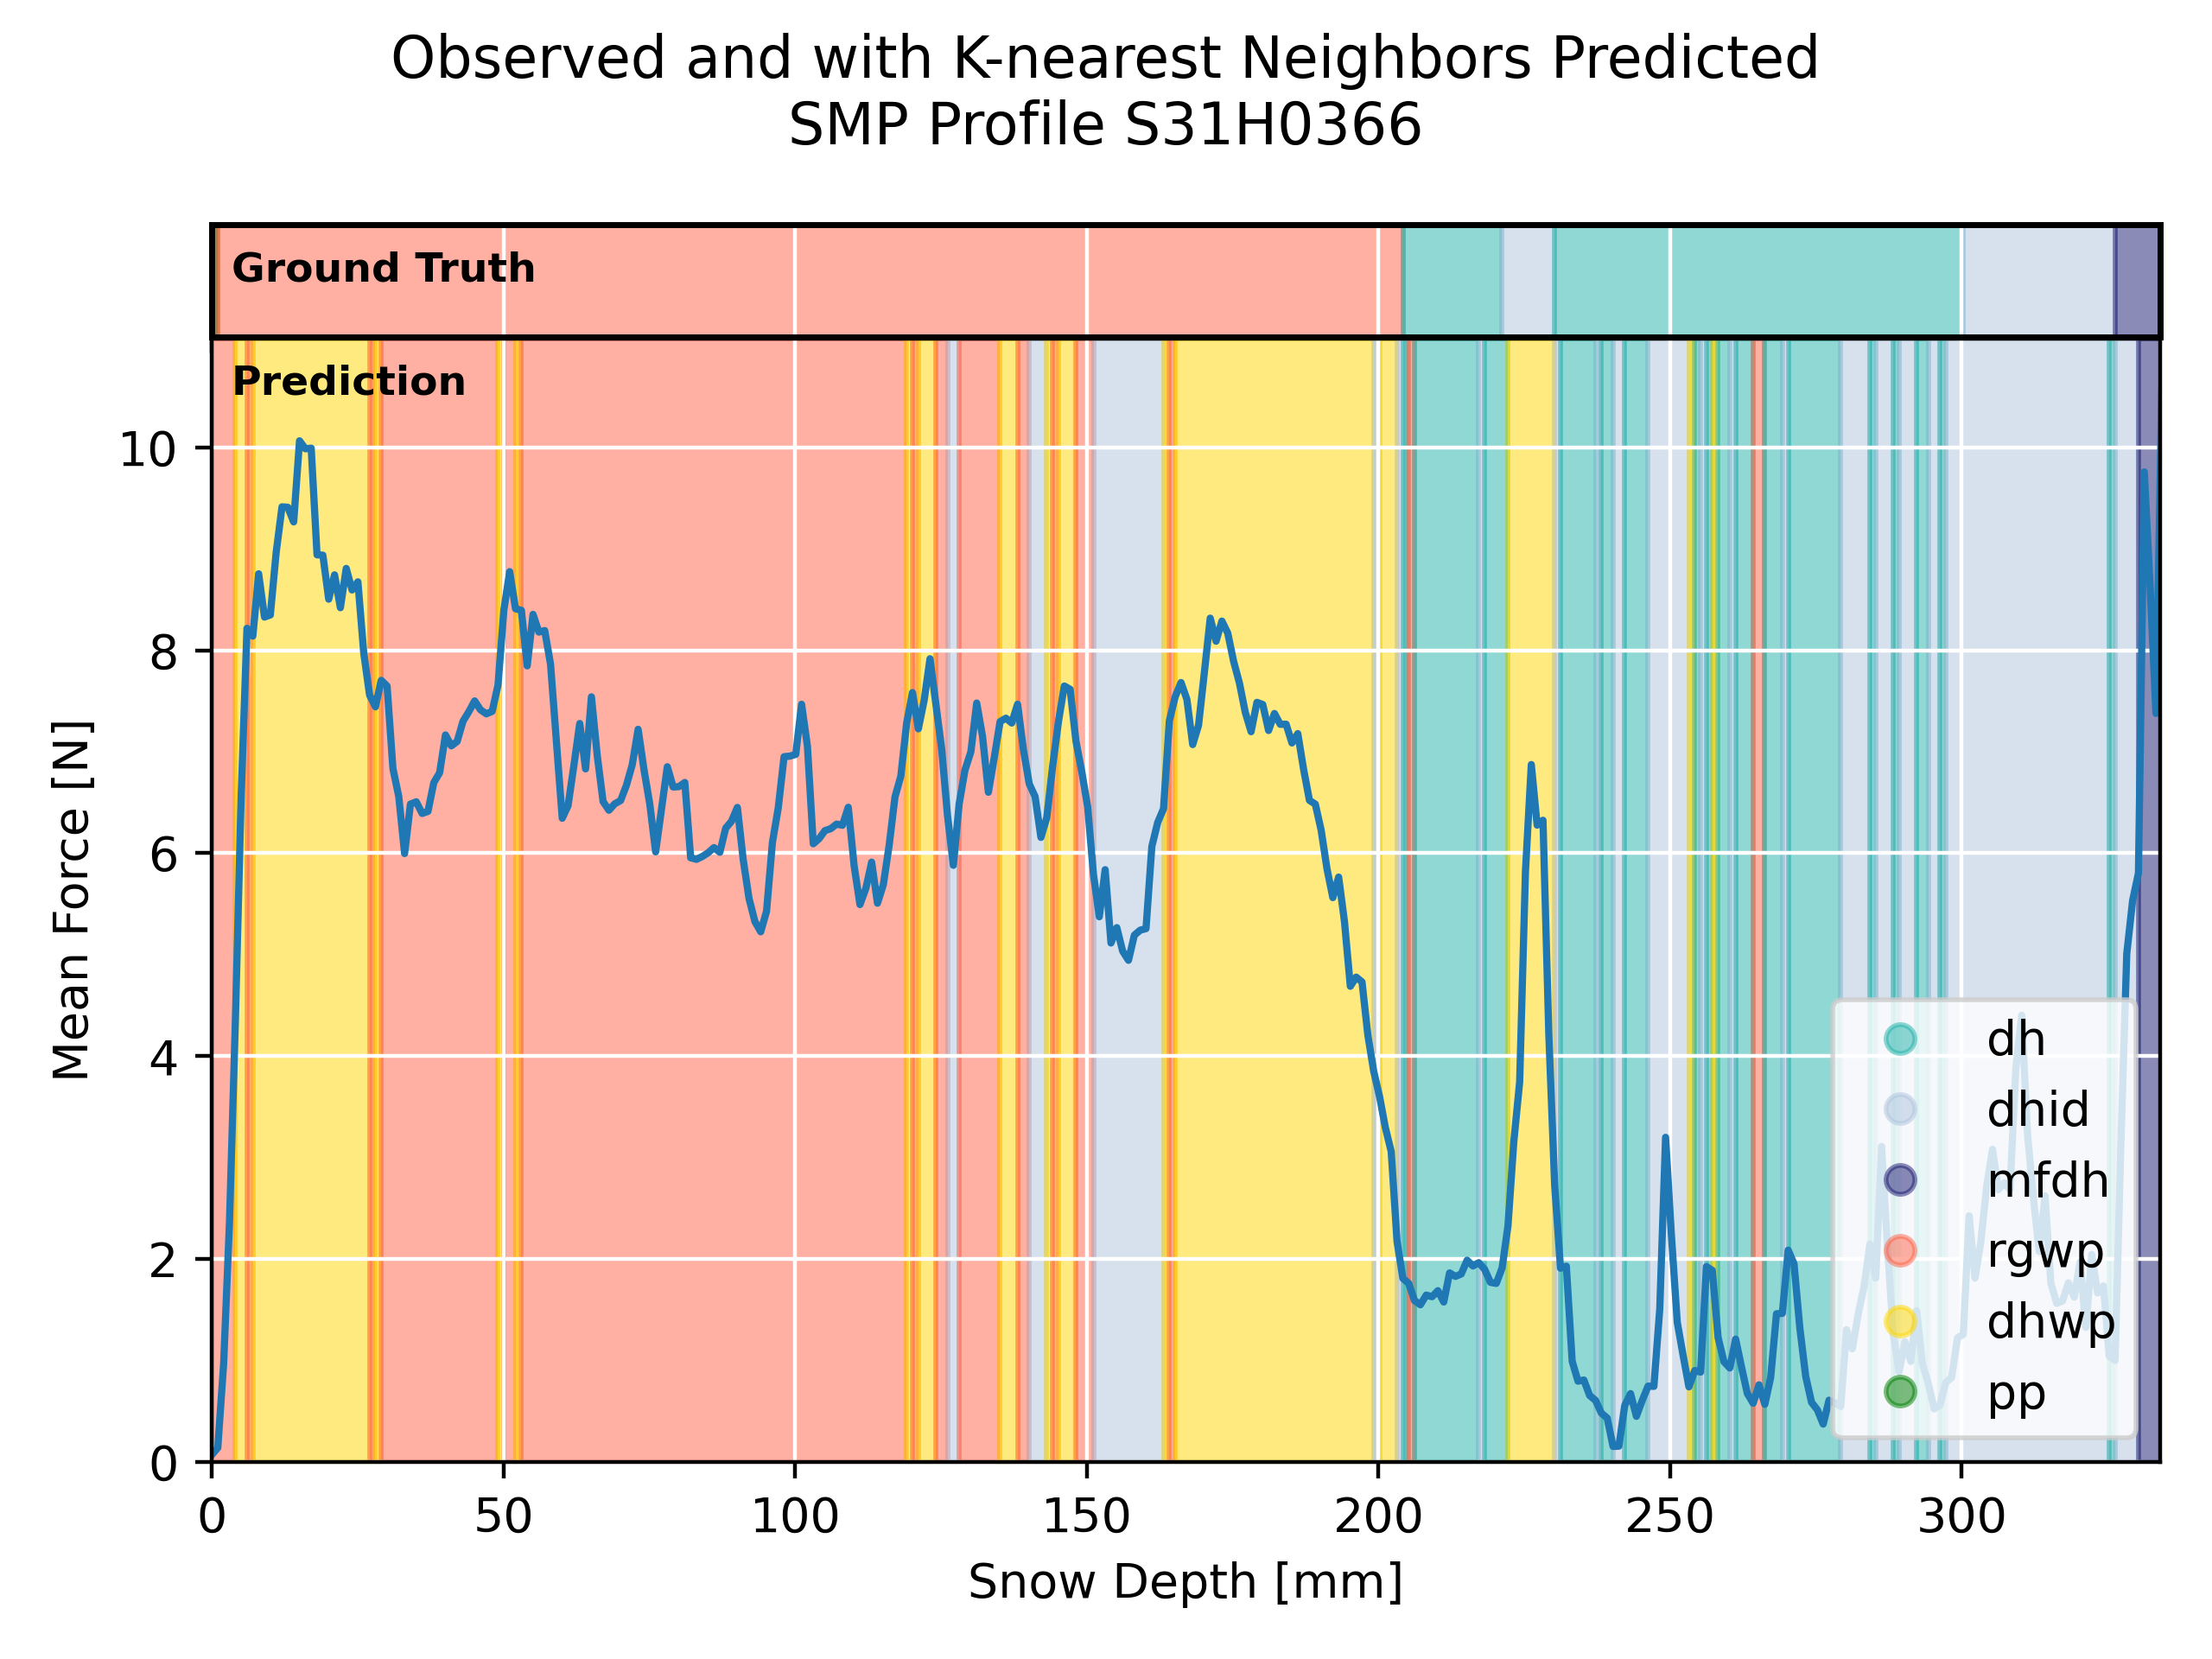 Observed and with K-nearest Neighbors Predicted
SMP Profile S31H0366
Ground Truth
Prediction
10
8
6
4
2
0
Mean Force [N]
0 50 100 150 200 250 300
Snow Depth [mm]
dh
dhid
mfdh
rgwp
dhwp
pp